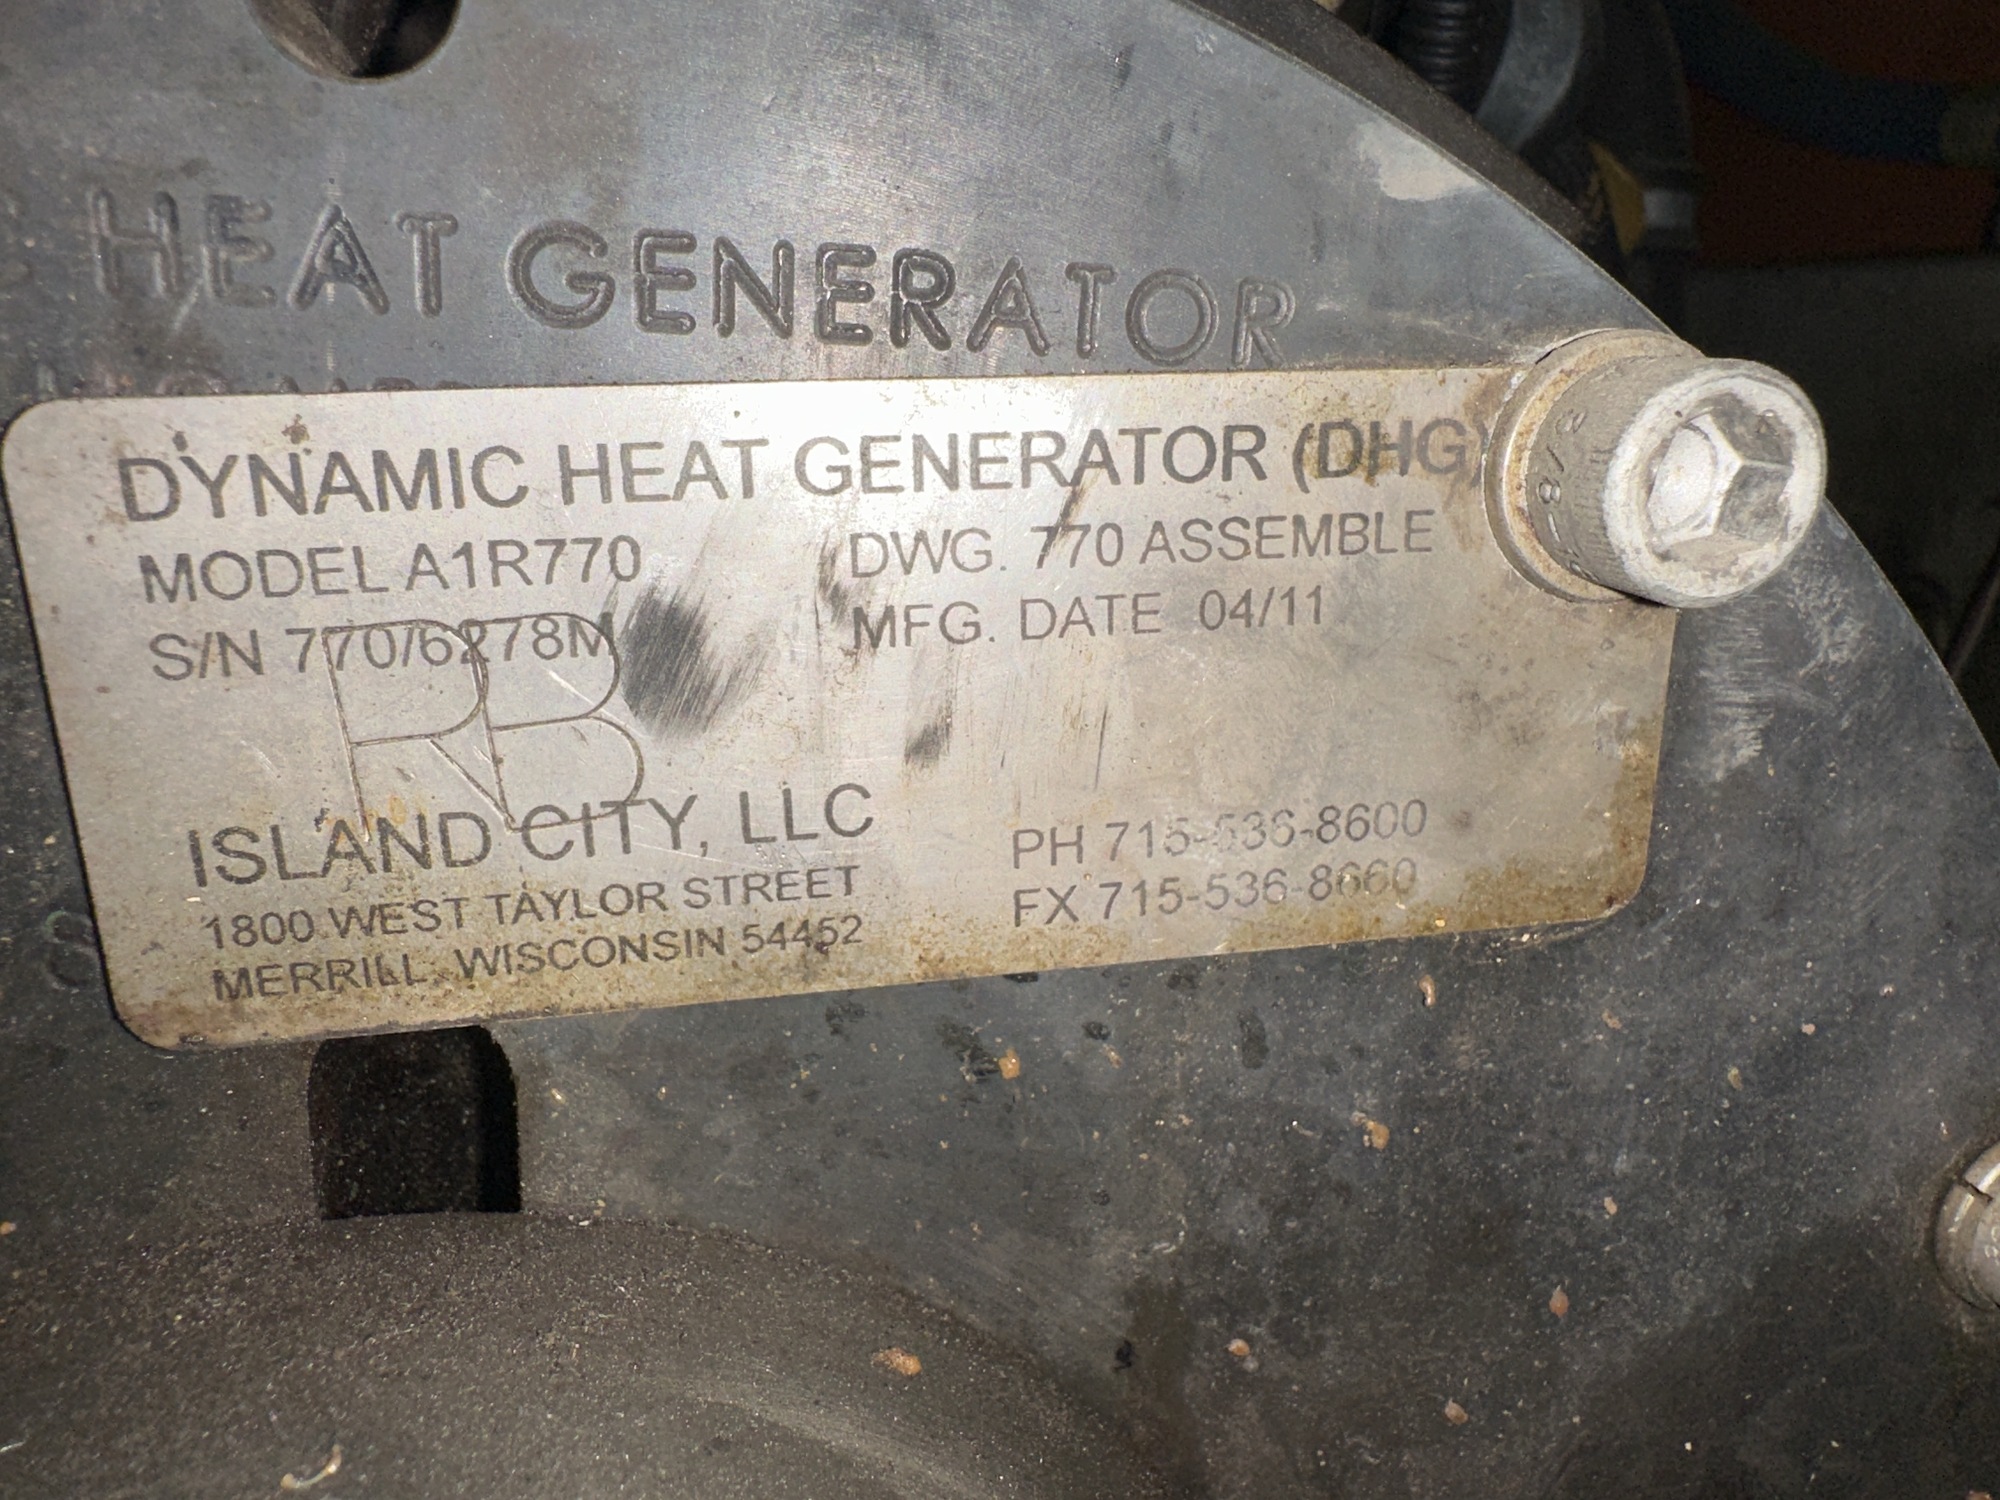 HEAT GENERATOR
DYNAMIC HEAT GENERATOR (DHG)
MODEL A1R770
DWG. 770 ASSEMBLE
S/N 770/6278M
MFG. DATE 04/11
RB
ISLAND CITY, LLC
1800 WEST TAYLOR STREET
MERRILL, WISCONSIN 54452
PH 715-536-8600
FX 715-536-8660